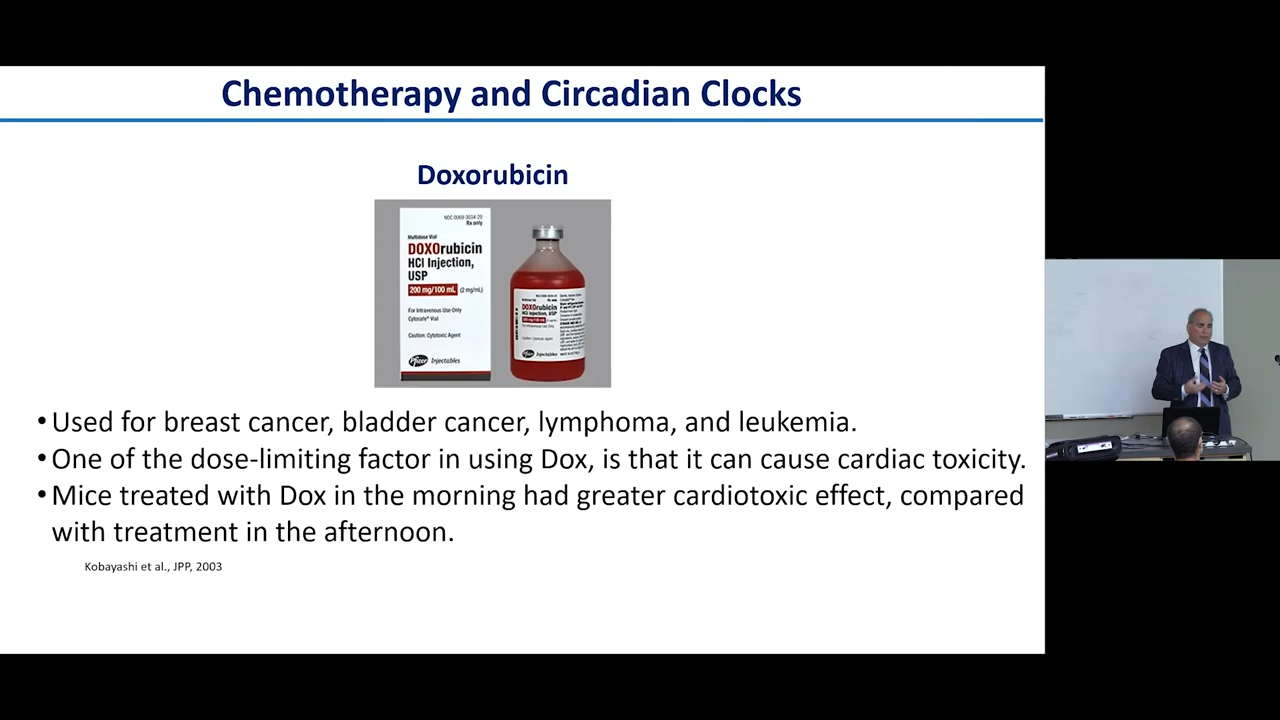 Chemotherapy and Circadian Clocks
Doxorubicin
NDC 0069-3034-20
Rx only
Multidose Vial
DOXOrubicin
HCl Injection,
USP
200 mg/100 mL (2 mg/mL)
For Intravenous Use Only
Cytosafe® Vial
Caution: Cytotoxic Agent
Pfizer Injectables
DOXOrubicin
HCl Injection, USP
Pfizer Injectables
•Used for breast cancer, bladder cancer, lymphoma, and leukemia.
•One of the dose-limiting factor in using Dox, is that it can cause cardiac toxicity.
•Mice treated with Dox in the morning had greater cardiotoxic effect, compared
with treatment in the afternoon.
Kobayashi et al., JPP, 2003